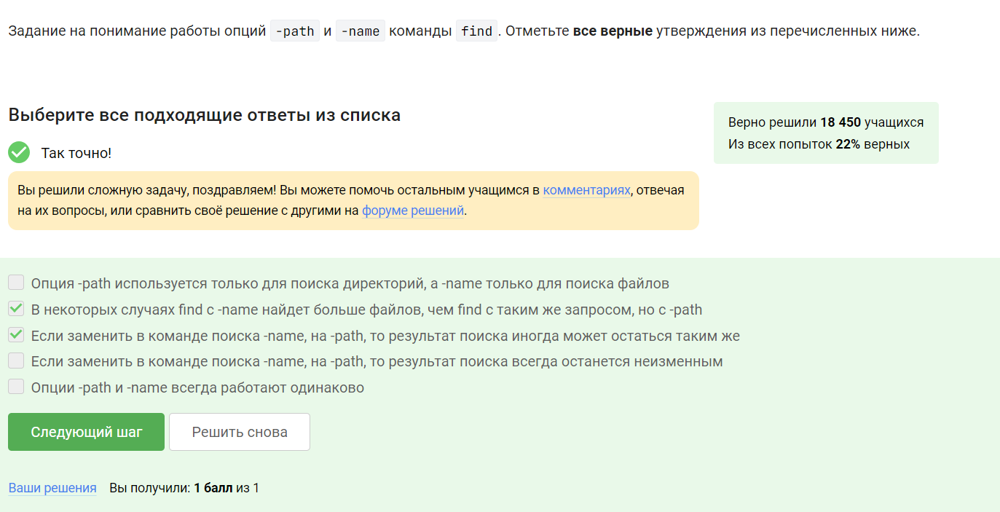 Задание на понимание работы опций -path и -name команды find. Отметьте все верные утверждения из перечисленных ниже.
Выберите все подходящие ответы из списка
Верно решили 18 450 учащихся
Из всех попыток 22% верных
Так точно!
Вы решили сложную задачу, поздравляем! Вы можете помочь остальным учащимся в комментариях, отвечая
на их вопросы, или сравнить своё решение с другими на форуме решений.
Опция -path используется только для поиска директорий, а -name только для поиска файлов
В некоторых случаях find с -name найдет больше файлов, чем find с таким же запросом, но с -path
Если заменить в команде поиска -name, на -path, то результат поиска иногда может остаться таким же
Если заменить в команде поиска -name, на -path, то результат поиска всегда останется неизменным
Опции -path и -name всегда работают одинаково
Следующий шаг
Решить снова
Ваши решения Вы получили: 1 балл из 1